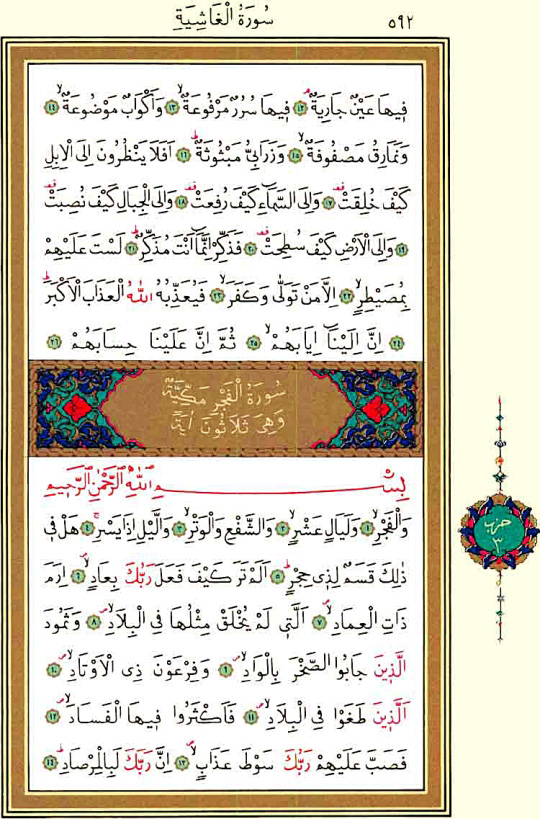 سُورَةُ الْغَاشِيَةِ
٥٩٢
ف۪يهَا عَيْنٌ جَارِيَةٌۢ ﴿١٢﴾ ف۪يهَا سُرُرٌ مَرْفُوعَةٌۙ ﴿١٣﴾ وَاَكْوَابٌ مَوْضُوعَةٌۙ ﴿١٤﴾
وَنَمَارِقُ مَصْفُوفَةٌۙ ﴿١٥﴾ وَزَرَابِيُّ مَبْثُوثَةٌۜ ﴿١٦﴾ اَفَلَا يَنْظُرُونَ اِلَى الْاِبِلِ
كَيْفَ خُلِقَتْ۠ ﴿١٧﴾ وَاِلَى السَّمَٓاءِ كَيْفَ رُفِعَتْ۠ ﴿١٨﴾ وَاِلَى الْجِبَالِ كَيْفَ نُصِبَتْ۠
﴿١٩﴾ وَاِلَى الْاَرْضِ كَيْفَ سُطِحَتْ۠ ﴿٢٠﴾ فَذَكِّرْ اِنَّمَٓا اَنْتَ مُذَكِّرٌۜ ﴿٢١﴾ لَسْتَ عَلَيْهِمْ
بِمُصَيْطِرٍۙ ﴿٢٢﴾ اِلَّا مَنْ تَوَلّٰى وَكَفَرَۙ ﴿٢٣﴾ فَيُعَذِّبُهُ اللّٰهُ الْعَذَابَ الْاَكْبَرَۜ
﴿٢٤﴾ اِنَّ اِلَيْنَٓا اِيَابَهُمْۙ ﴿٢٥﴾ ثُمَّ اِنَّ عَلَيْنَا حِسَابَهُمْ ﴿٢٦﴾
سُورَةُ الْفَجْرِ مَكِّيَّةٌ
وَهِيَ ثَلَاثُونَ اٰيَةً
بِسْمِ اللّٰهِ الرَّحْمٰنِ الرَّح۪يمِ
وَالْفَجْرِۙ ﴿١﴾ وَلَيَالٍ عَشْرٍۙ ﴿٢﴾ وَالشَّفْعِ وَالْوَتْرِۙ ﴿٣﴾ وَالَّيْلِ اِذَا يَسْرِۚ ﴿٤﴾ هَلْ ف۪ي
ذٰلِكَ قَسَمٌ لِذ۪ي حِجْرٍۜ ﴿٥﴾ اَلَمْ تَرَ كَيْفَ فَعَلَ رَبُّكَ بِعَادٍۙ ﴿٦﴾ اِرَمَ
ذَاتِ الْعِمَادِۙ ﴿٧﴾ اَلَّت۪ي لَمْ يُخْلَقْ مِثْلُهَا فِي الْبِلَادِۙ ﴿٨﴾ وَثَمُودَ
الَّذ۪ينَ جَابُوا الصَّخْرَ بِالْوَادِۙ ﴿٩﴾ وَفِرْعَوْنَ ذِي الْاَوْتَادِۙ ﴿١٠﴾
اَلَّذ۪ينَ طَغَوْا فِي الْبِلَادِۙ ﴿١١﴾ فَاَكْثَرُوا ف۪يهَا الْفَسَادَۙ ﴿١٢﴾
فَصَبَّ عَلَيْهِمْ رَبُّكَ سَوْطَ عَذَابٍۙ ﴿١٣﴾ اِنَّ رَبَّكَ لَبِالْمِرْصَادِۜ ﴿١٤﴾
حزب
٣